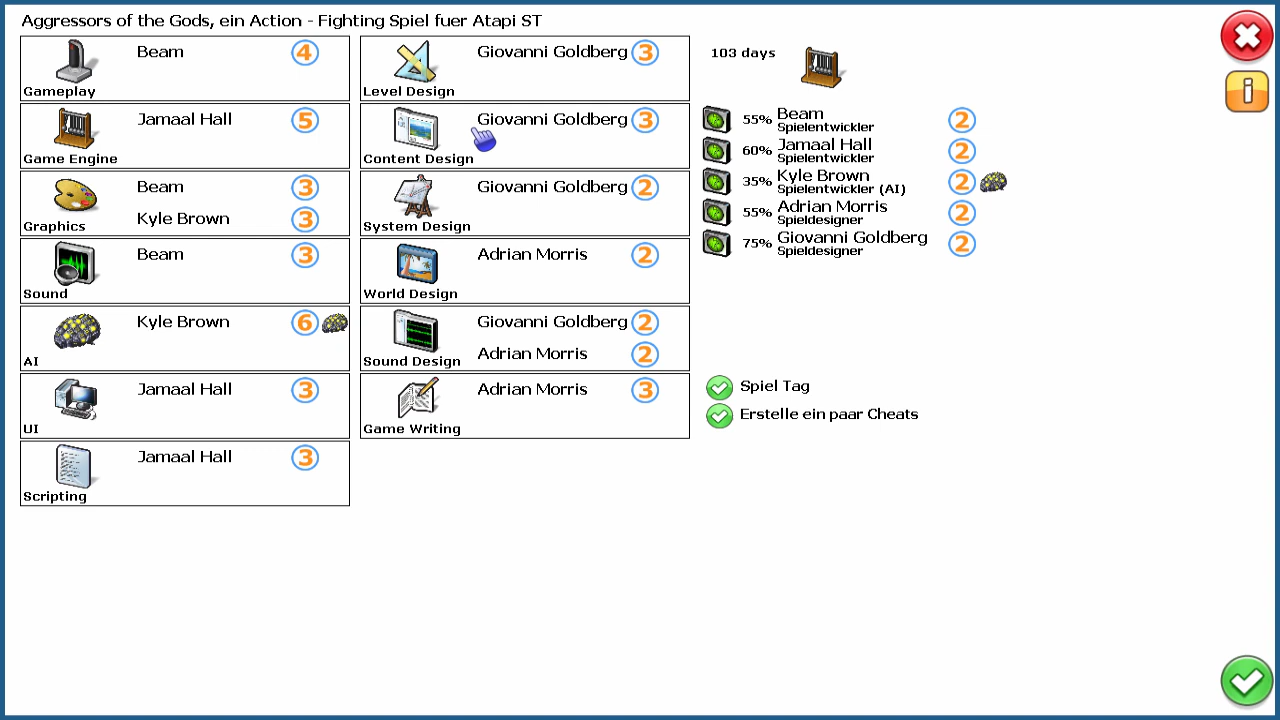 Aggressors of the Gods, ein Action - Fighting Spiel fuer Atapi ST
Beam 4
Gameplay
Jamaal Hall 5
Game Engine
Beam 3
Kyle Brown 3
Graphics
Beam 3
Sound
Kyle Brown 6
AI
Jamaal Hall 3
UI
Jamaal Hall 3
Scripting
Giovanni Goldberg 3
Level Design
Giovanni Goldberg 3
Content Design
Giovanni Goldberg 2
System Design
Adrian Morris 2
World Design
Giovanni Goldberg 2
Adrian Morris 2
Sound Design
Adrian Morris 3
Game Writing
103 days
55% Beam 2
Spielentwickler
60% Jamaal Hall 2
Spielentwickler
35% Kyle Brown 2
Spielentwickler (AI)
55% Adrian Morris 2
Spieldesigner
75% Giovanni Goldberg 2
Spieldesigner
Spiel Tag
Erstelle ein paar Cheats